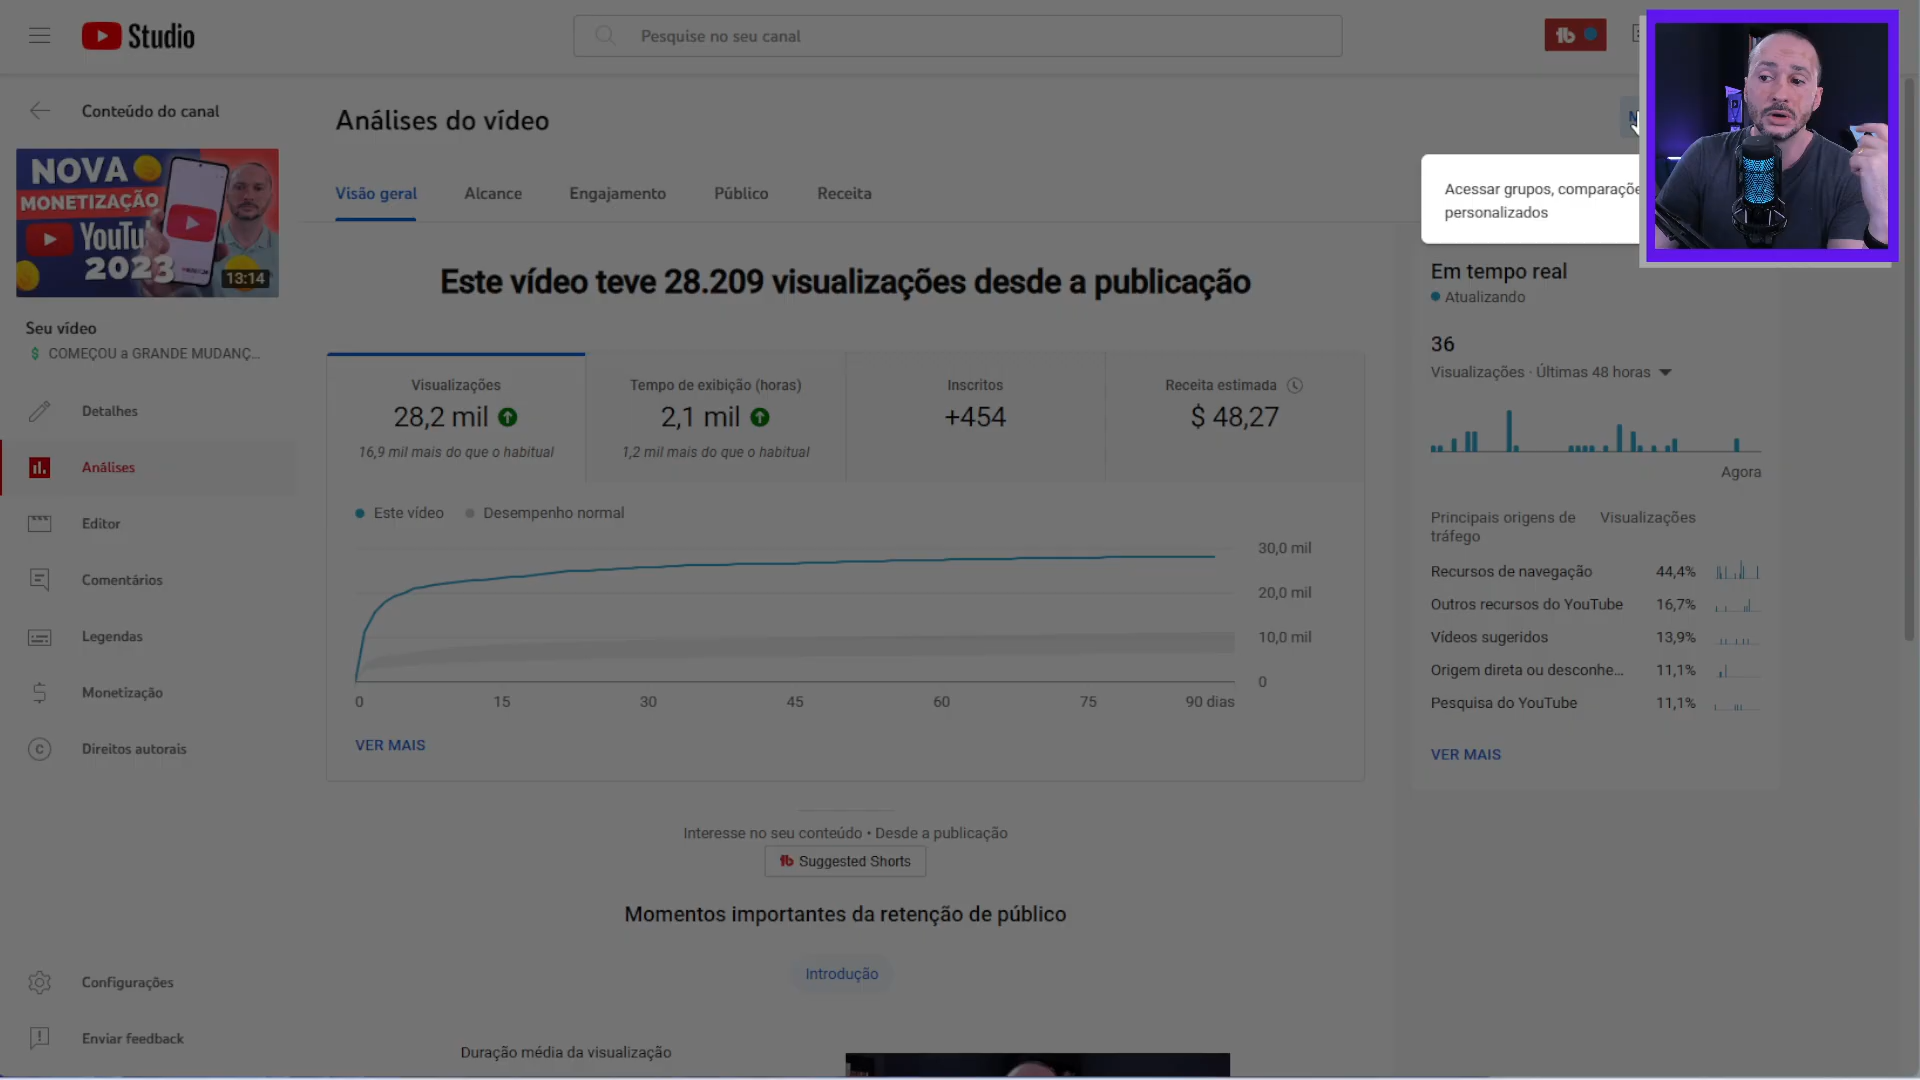 Studio
Pesquise no seu canal
Conteúdo do canal
NOVA
MONETIZAÇÃO
YouTu
2023
13:14
Seu vídeo
COMEÇOU a GRANDE MUDANÇ...
Detalhes
Análises
Editor
Comentários
Legendas
Monetização
Direitos autorais
Configurações
Enviar feedback
Análises do vídeo
Visão geral
Alcance
Engajamento
Público
Receita
Este vídeo teve 28.209 visualizações desde a publicação
Visualizações
28,2 mil
16,9 mil mais do que o habitual
Tempo de exibição (horas)
2,1 mil
1,2 mil mais do que o habitual
Inscritos
+454
Receita estimada
$ 48,27
Este vídeo
Desempenho normal
30,0 mil
20,0 mil
10,0 mil
0
0 15 30 45 60 75 90 dias
VER MAIS
Interesse no seu conteúdo • Desde a publicação
Suggested Shorts
Momentos importantes da retenção de público
Introdução
Duração média da visualização
Acessar grupos, comparaçõe
personalizados
Em tempo real
Atualizando
36
Visualizações · Últimas 48 horas
Agora
Principais origens de tráfego
Visualizações
Recursos de navegação 44,4%
Outros recursos do YouTube 16,7%
Vídeos sugeridos 13,9%
Origem direta ou desconhe... 11,1%
Pesquisa do YouTube 11,1%
VER MAIS